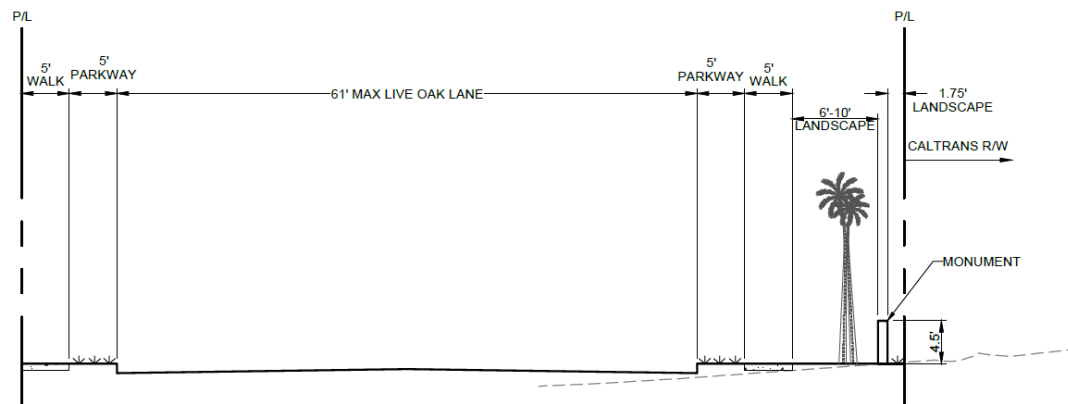 P/L
P/L
5'
WALK
5'
PARKWAY
61' MAX LIVE OAK LANE
5'
PARKWAY
5'
WALK
6'-10'
LANDSCAPE
1.75'
LANDSCAPE
CALTRANS R/W
MONUMENT
4.5'